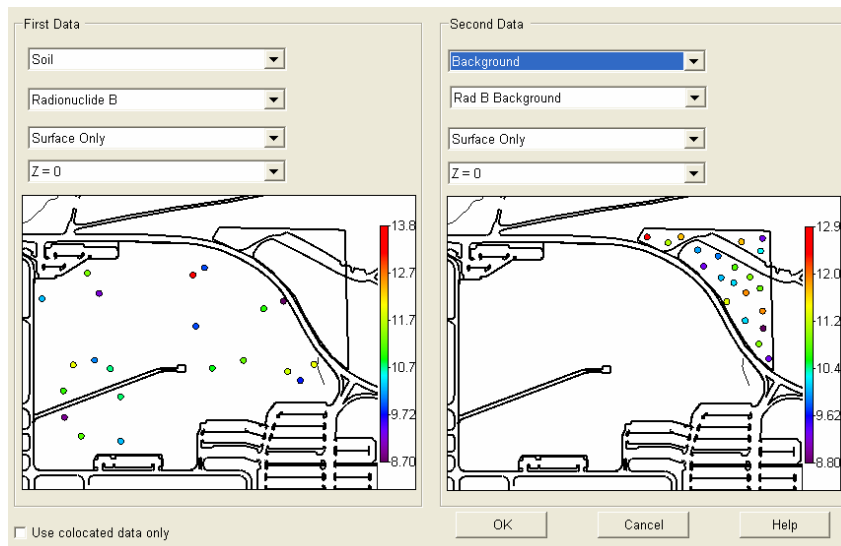 First Data
Soil
Radionuclide B
Surface Only
Z = 0
13.8
12.7
11.7
10.7
9.72
8.70
Use colocated data only
Second Data
Background
Rad B Background
Surface Only
Z = 0
12.9
12.0
11.2
10.4
9.62
8.80
OK Cancel Help